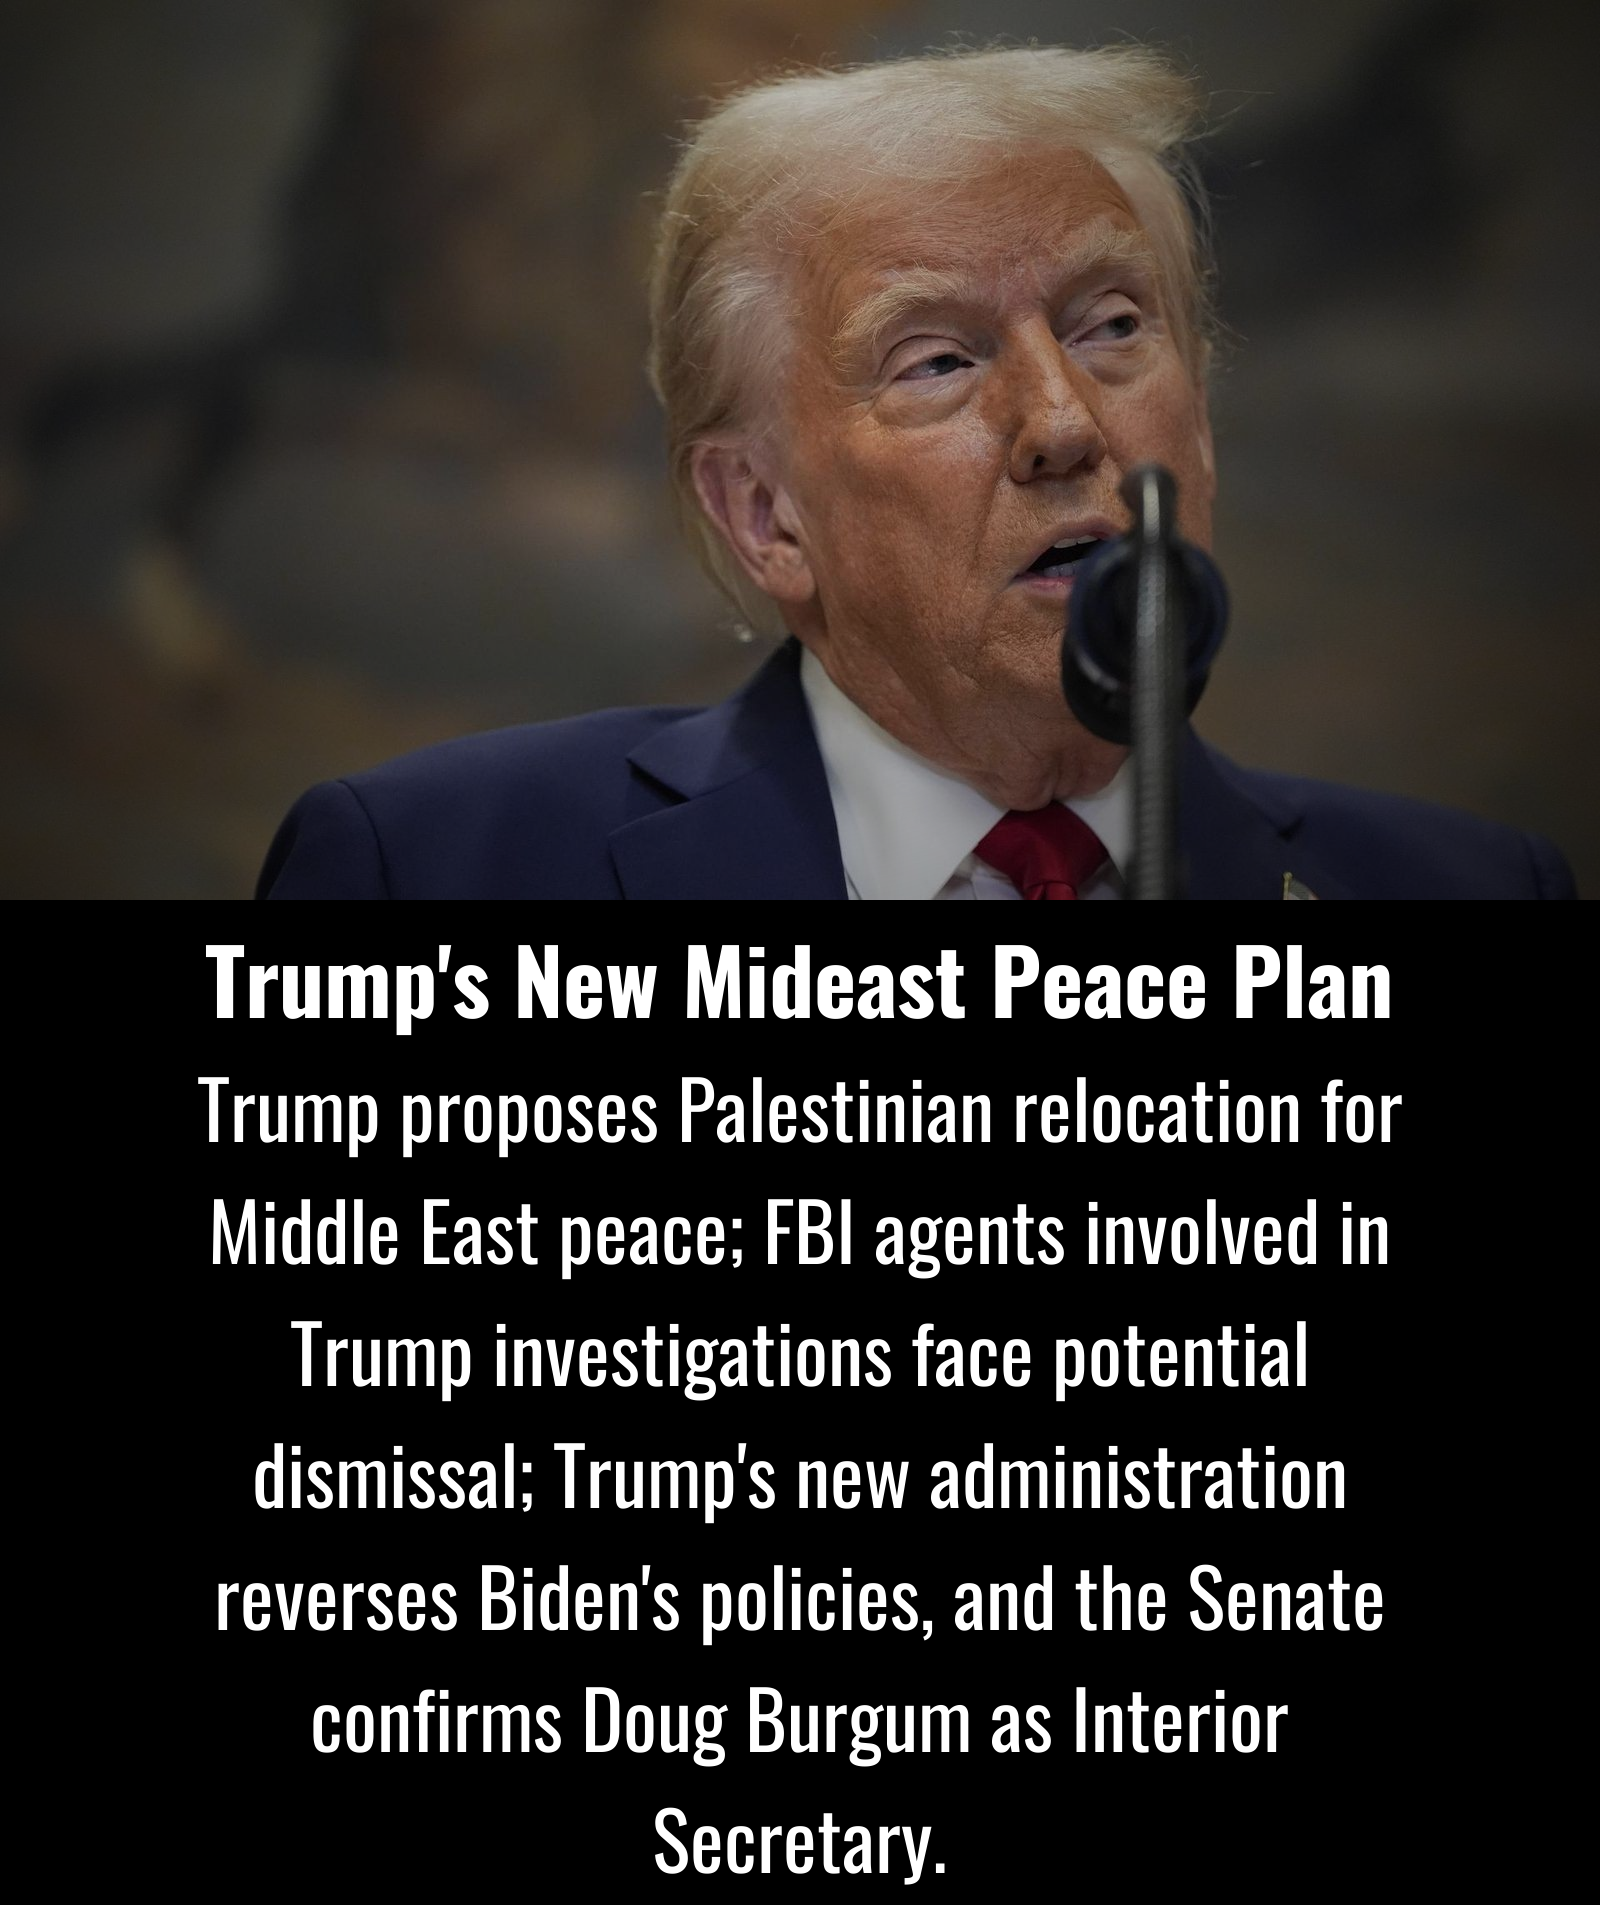 Trump's New Mideast Peace Plan
Trump proposes Palestinian relocation for
Middle East peace; FBI agents involved in
Trump investigations face potential
dismissal; Trump's new administration
reverses Biden's policies, and the Senate
confirms Doug Burgum as Interior
Secretary.